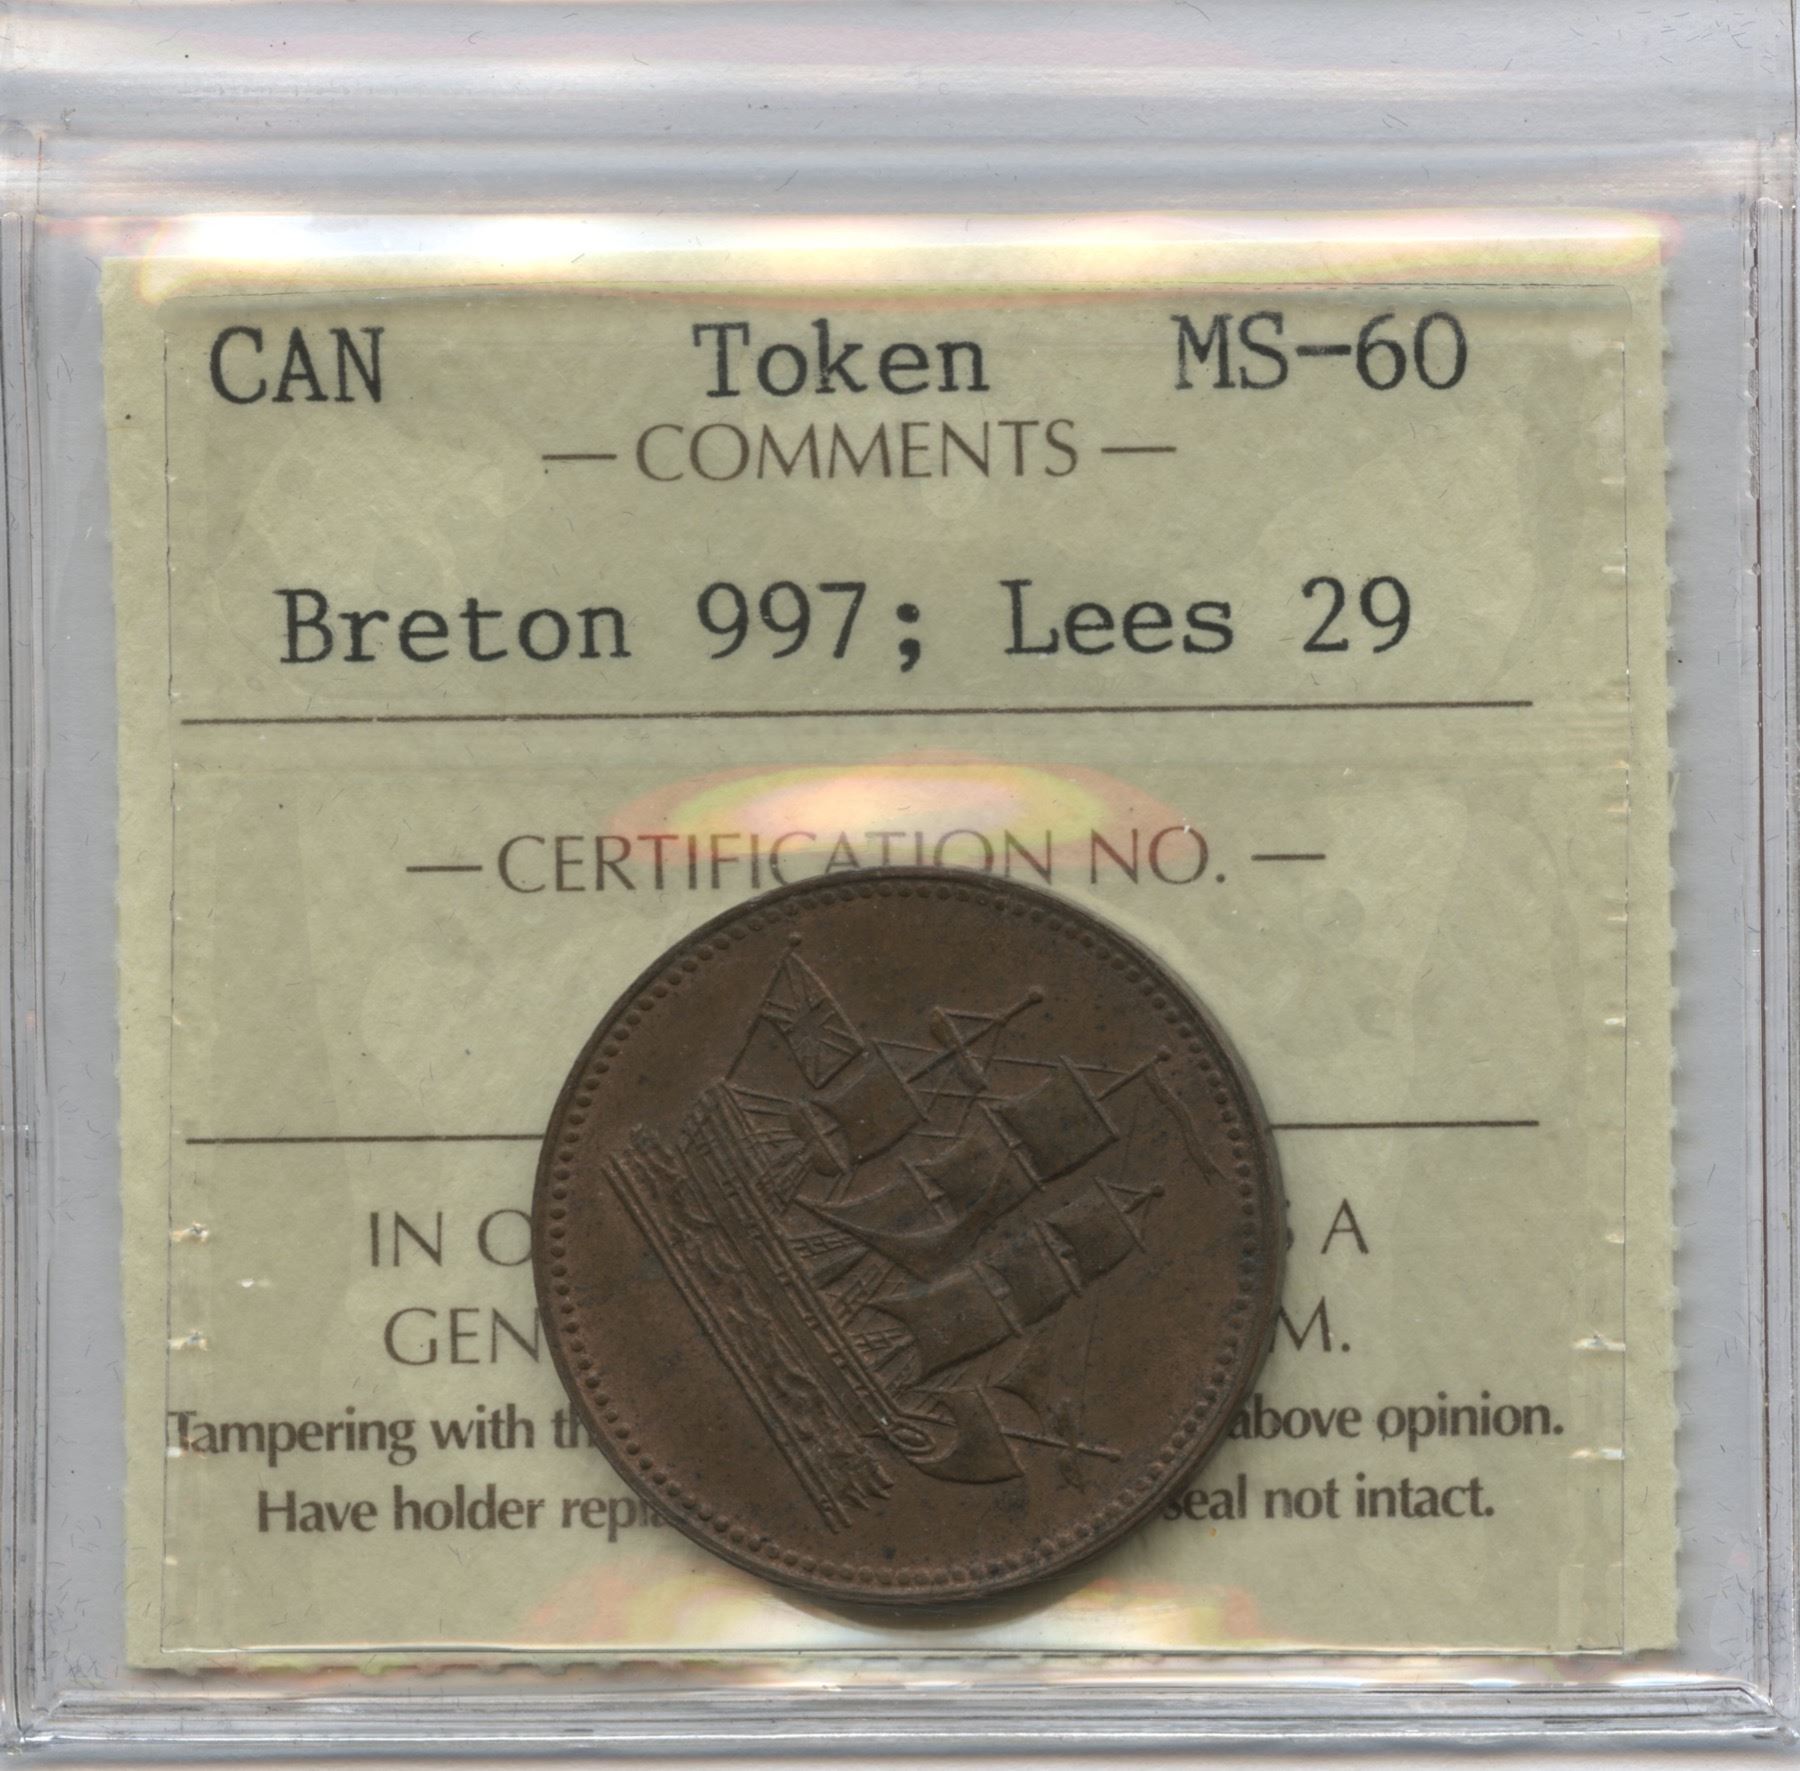 CAN Token MS-60
— COMMENTS —
Breton 997; Lees 29
— CERTIFICATION NO. —
IN O A
GEN M.
Tampering with th above opinion.
Have holder repl seal not intact.